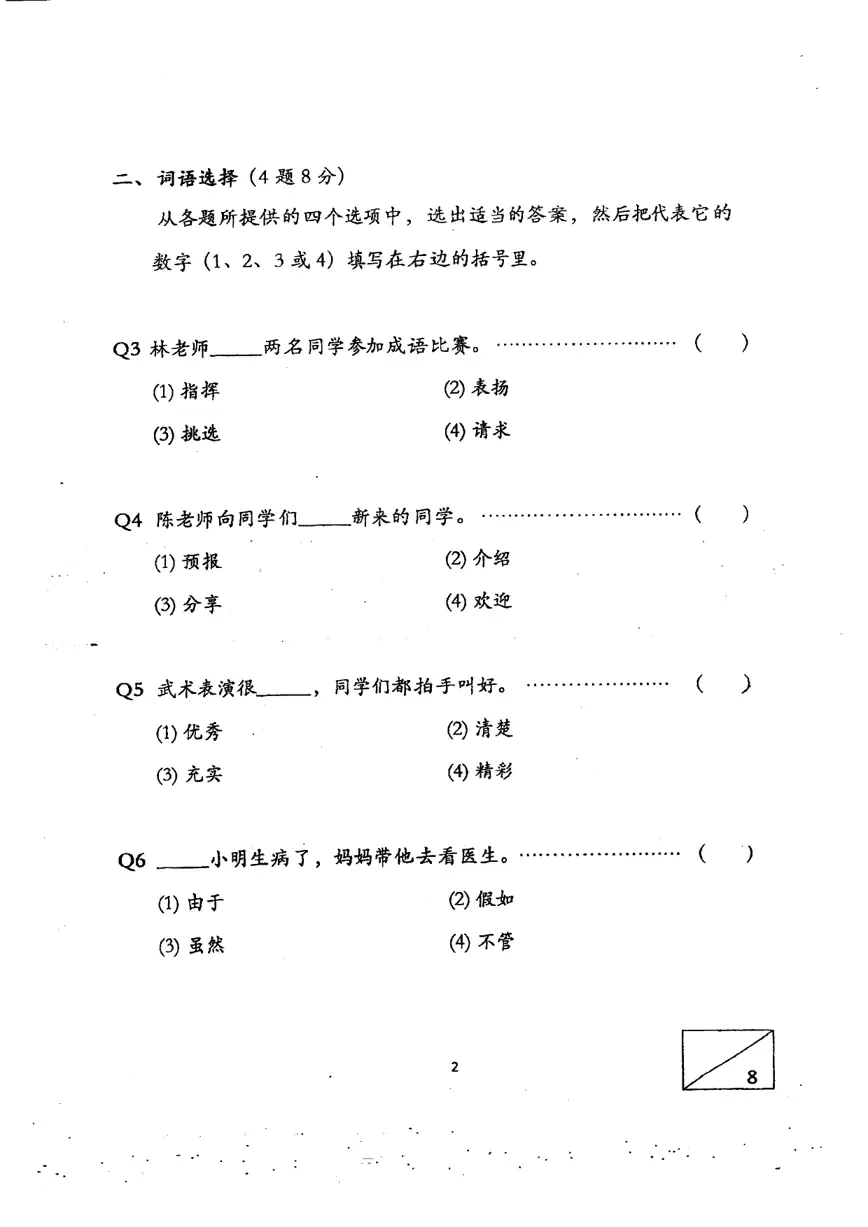 二、词语选择（4 题 8 分）
从各题所提供的四个选项中，选出适当的答案，然后把代表它的
数字（1、2、3 或 4）填写在右边的括号里。
Q3 林老师_____两名同学参加成语比赛。 ………………………… (      )
(1) 指挥 (2) 表扬
(3) 挑选 (4) 请求
Q4 陈老师向同学们_____新来的同学。 ………………………… (      )
(1) 预报 (2) 介绍
(3) 分享 (4) 欢迎
Q5 武术表演很_____，同学们都拍手叫好。 ………………… (      )
(1) 优秀 (2) 清楚
(3) 充实 (4) 精彩
Q6 _____小明生病了，妈妈带他去看医生。…………………… (      )
(1) 由于 (2) 假如
(3) 虽然 (4) 不管
2
8